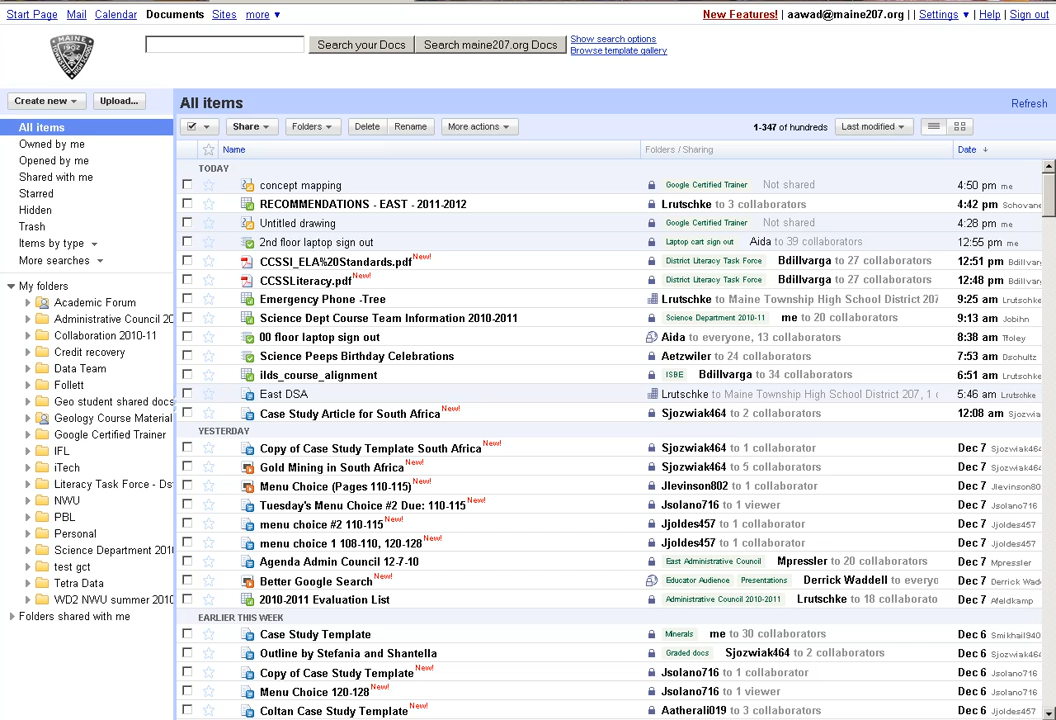 Start Page Mail Calendar Documents Sites more ▼ New Features! | aawad@maine207.org | | Settings ▼ | Help | Sign out
MAINE
1902
Search your Docs Search maine207.org Docs Show search options
Browse template gallery
Create new Upload... All items Refresh
All items
Share Folders Delete Rename More actions 1-347 of hundreds Last modified
Owned by me
Opened by me
Shared with me
Starred
Hidden
Trash
Items by type
More searches
My folders
Academic Forum
Administrative Council 20
Collaboration 2010-11
Credit recovery
Data Team
Follett
Geo student shared docs
Geology Course Material
Google Certified Trainer
IFL
iTech
Literacy Task Force - Dst
NWU
PBL
Personal
Science Department 201
test gct
Tetra Data
WD2 NWU summer 2010
Folders shared with me
Name Folders / Sharing Date
TODAY
concept mapping Google Certified Trainer Not shared 4:50 pm me
RECOMMENDATIONS - EAST - 2011-2012 Lrutschke to 3 collaborators 4:42 pm Schovane
Untitled drawing Google Certified Trainer Not shared 4:28 pm me
2nd floor laptop sign out Laptop cart sign out Aida to 39 collaborators 12:55 pm me
CCSSI_ELA%20Standards.pdf New! District Literacy Task Force Bdillvarga to 27 collaborators 12:51 pm Bdillvar
CCSSLiteracy.pdf New! District Literacy Task Force Bdillvarga to 27 collaborators 12:48 pm Bdillvar
Emergency Phone -Tree Lrutschke to Maine Township High School District 207 9:25 am Lrutschke
Science Dept Course Team Information 2010-2011 Science Department 2010-11 me to 20 collaborators 9:13 am Jobihn
00 floor laptop sign out Aida to everyone, 13 collaborators 8:38 am Tfoley
Science Peeps Birthday Celebrations Aetzwiler to 24 collaborators 7:53 am Dschultz
ilds_course_alignment ISBE Bdillvarga to 34 collaborators 6:51 am Lrutschke
East DSA Lrutschke to Maine Township High School District 207, 1 c 5:46 am Lrutschke
Case Study Article for South Africa New! Sjozwiak464 to 2 collaborators 12:08 am Sjozwia
YESTERDAY
Copy of Case Study Template South Africa New! Sjozwiak464 to 1 collaborator Dec 7 Sjozwiak464
Gold Mining in South Africa New! Sjozwiak464 to 5 collaborators Dec 7 Sjozwiak464
Menu Choice (Pages 110-115) New! Jlevinson802 to 1 collaborator Dec 7 Jlevinson80
Tuesday's Menu Choice #2 Due: 110-115 New! Jsolano716 to 1 viewer Dec 7 Jsolano716
menu choice #2 110-115 New! Jjoldes457 to 1 collaborator Dec 7 Jjoldes457
menu choice 1 108-110, 120-128 New! Jjoldes457 to 1 collaborator Dec 7 Jjoldes457
Agenda Admin Council 12-7-10 East Administrative Council Mpressler to 20 collaborators Dec 7 Mpressler
Better Google Search New! Educator Audience Presentations Derrick Waddell to everyo Dec 7 Derrick Wad
2010-2011 Evaluation List Administrative Council 2010-2011 Lrutschke to 18 collaborato Dec 7 Afeldkamp
EARLIER THIS WEEK
Case Study Template Minerals me to 30 collaborators Dec 6 Smikhail940
Outline by Stefania and Shantella Graded docs Sjozwiak464 to 2 collaborators Dec 6 Sjozwiak464
Copy of Case Study Template New! Jsolano716 to 1 collaborator Dec 6 Jsolano716
Menu Choice 120-128 New! Jsolano716 to 1 viewer Dec 6 Jsolano716
Coltan Case Study Template New! Aatherali019 to 3 collaborators Dec 6 Jjoldes457